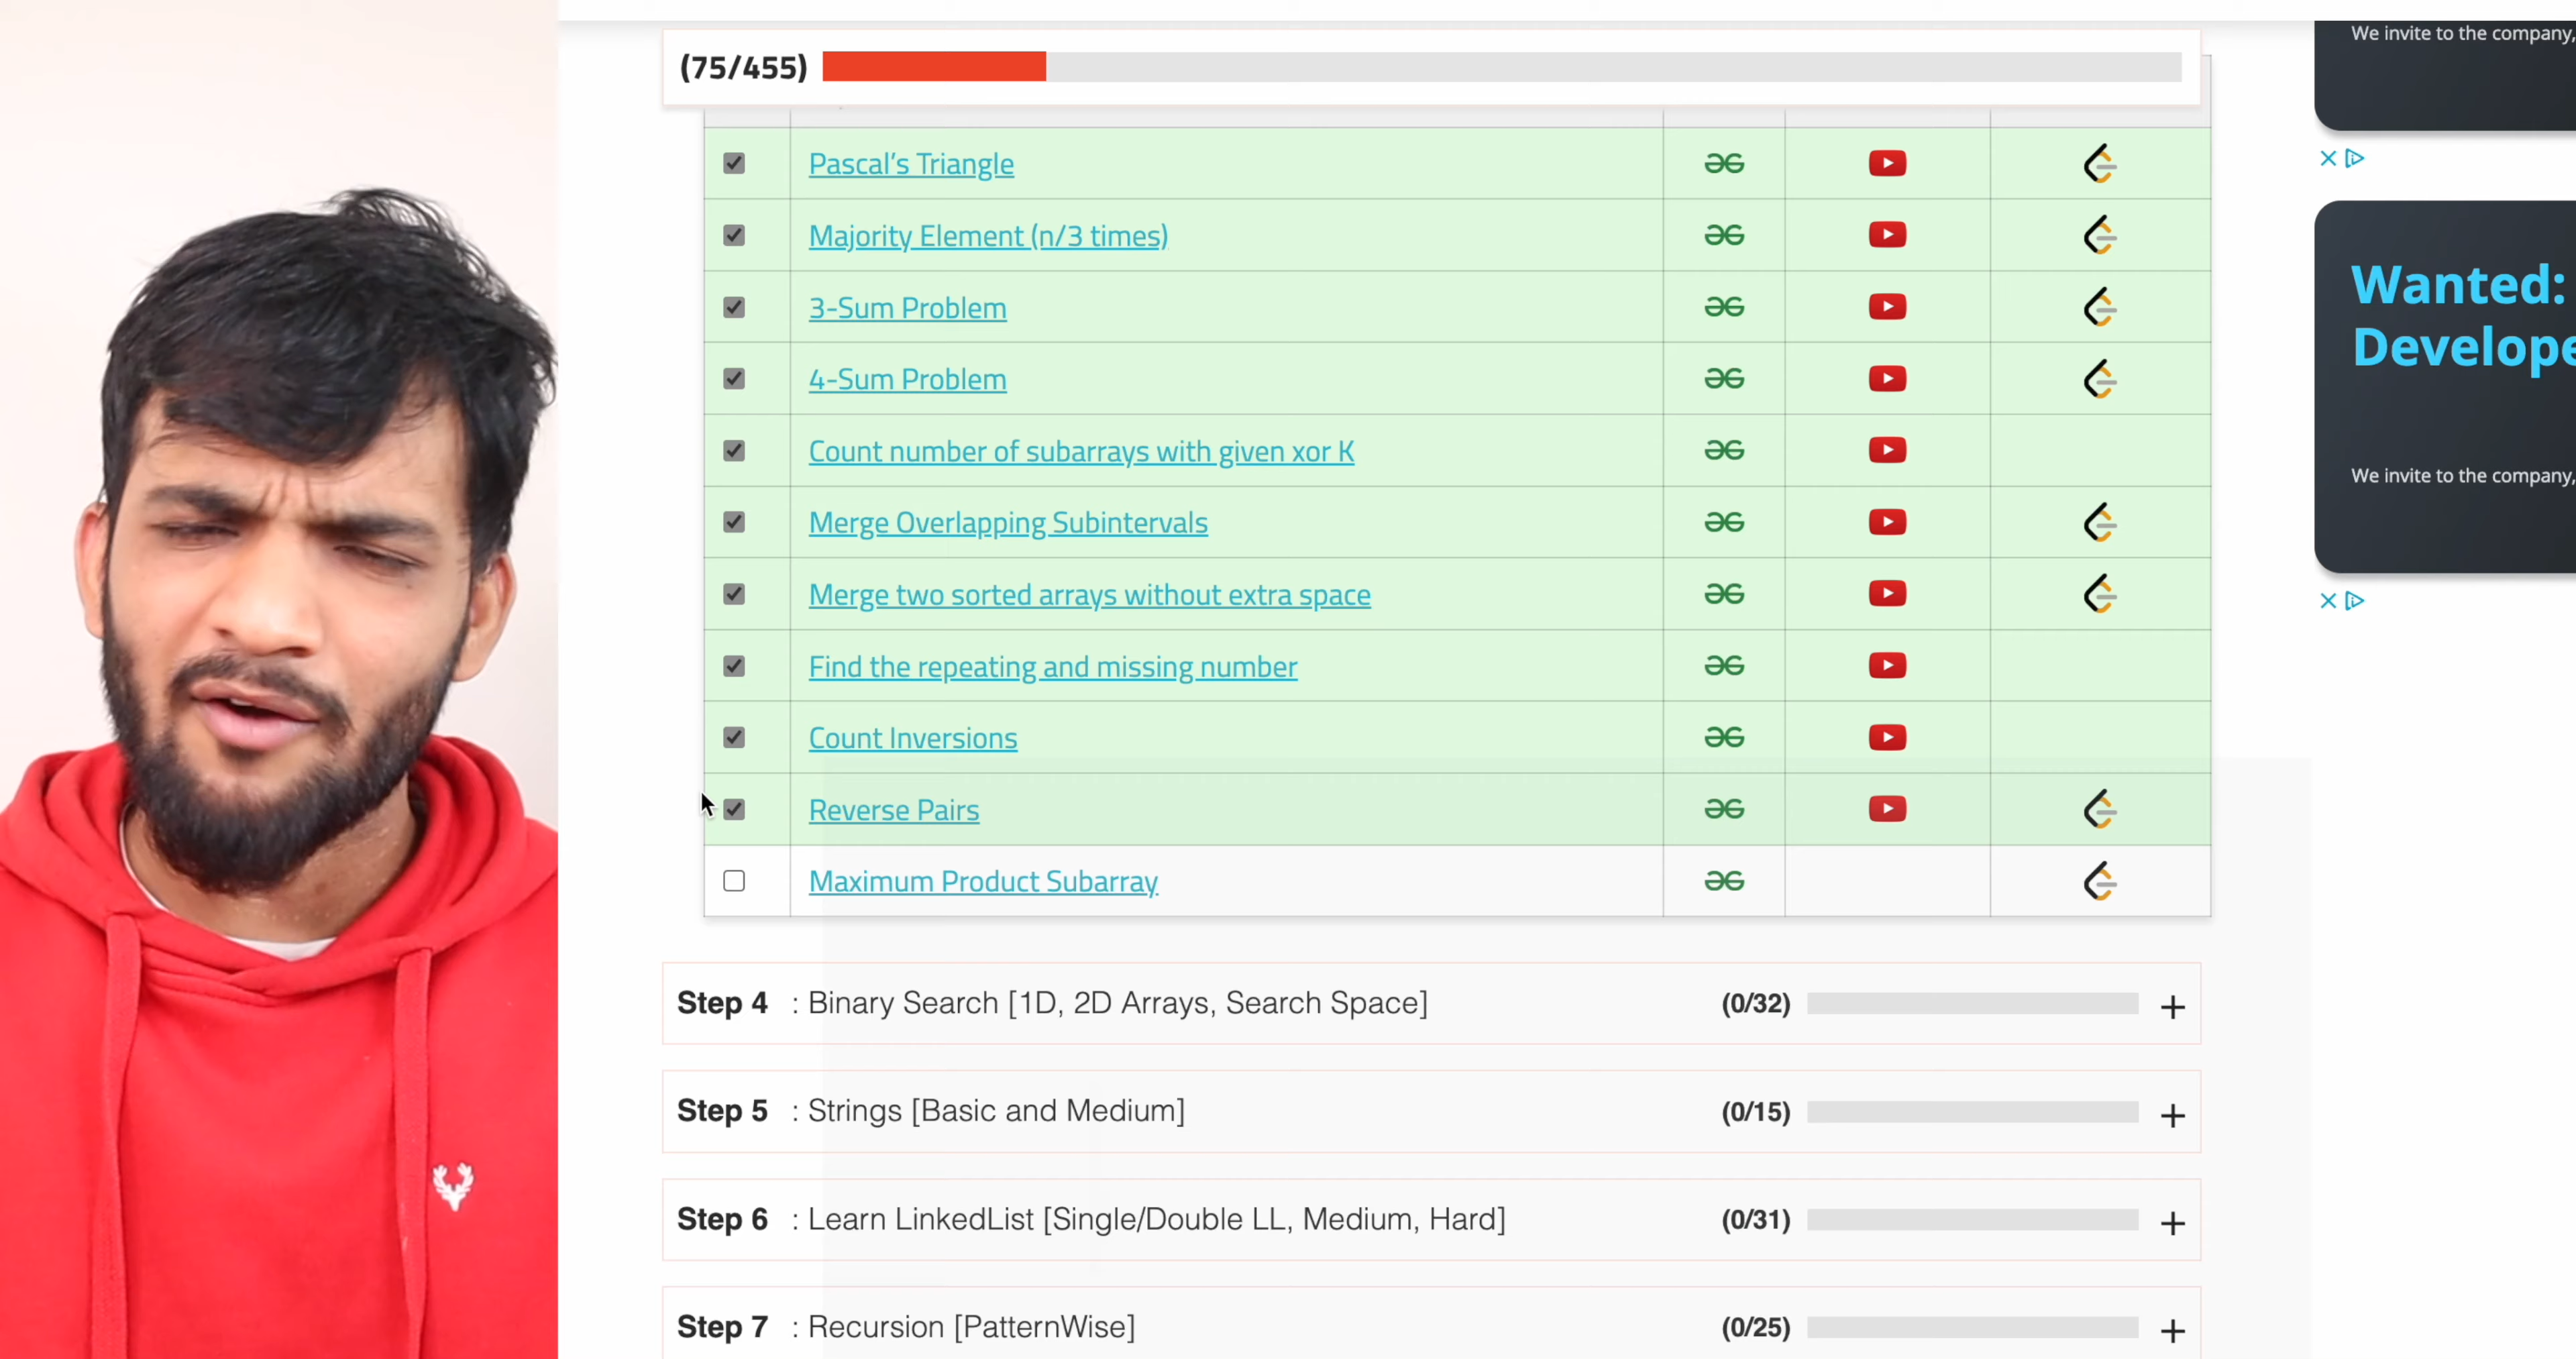 We invite to the company,
(75/455)
Pascal's Triangle
Majority Element (n/3 times)
3-Sum Problem
4-Sum Problem
Count number of subarrays with given xor K
Merge Overlapping Subintervals
Merge two sorted arrays without extra space
Find the repeating and missing number
Count Inversions
Reverse Pairs
Maximum Product Subarray
Wanted:
Develope
We invite to the company,
Step 4 : Binary Search [1D, 2D Arrays, Search Space] (0/32) +
Step 5 : Strings [Basic and Medium] (0/15) +
Step 6 : Learn LinkedList [Single/Double LL, Medium, Hard] (0/31) +
Step 7 : Recursion [PatternWise] (0/25) +